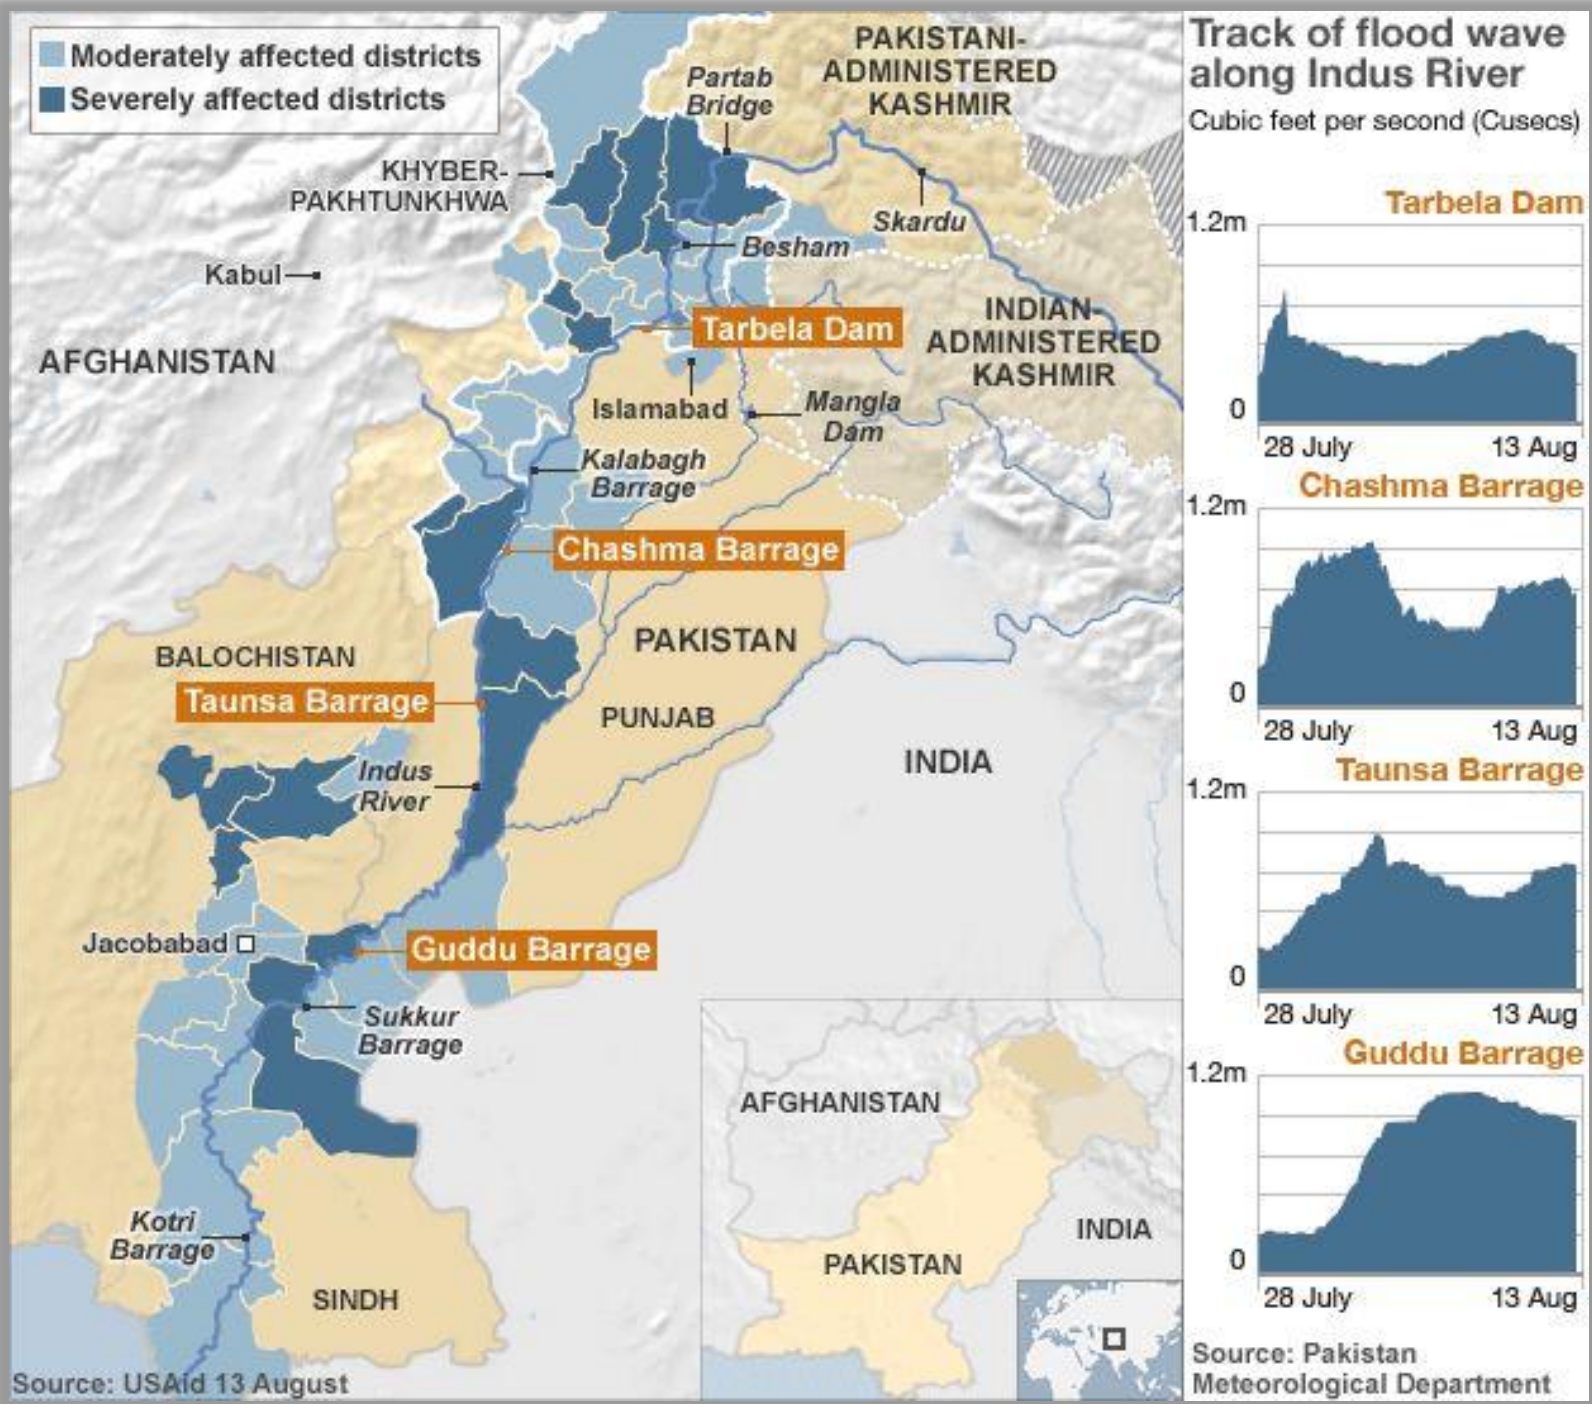 Moderately affected districts
Severely affected districts
PAKISTANI-
ADMINISTERED
KASHMIR
Partab
Bridge
KHYBER-
PAKHTUNKHWA
Skardu
Besham
Kabul
INDIAN-
ADMINISTERED
KASHMIR
Tarbela Dam
AFGHANISTAN
Islamabad
Mangla
Dam
Kalabagh
Barrage
Chashma Barrage
PAKISTAN
BALOCHISTAN
Taunsa Barrage
PUNJAB
INDIA
Indus
River
Jacobabad
Guddu Barrage
Sukkur
Barrage
Kotri
Barrage
SINDH
Source: USAid 13 August
AFGHANISTAN
INDIA
PAKISTAN
Track of flood wave
along Indus River
Cubic feet per second (Cusecs)
Tarbela Dam
1.2m
0
28 July 13 Aug
Chashma Barrage
1.2m
0
28 July 13 Aug
Taunsa Barrage
1.2m
0
28 July 13 Aug
Guddu Barrage
1.2m
0
28 July 13 Aug
Source: Pakistan
Meteorological Department